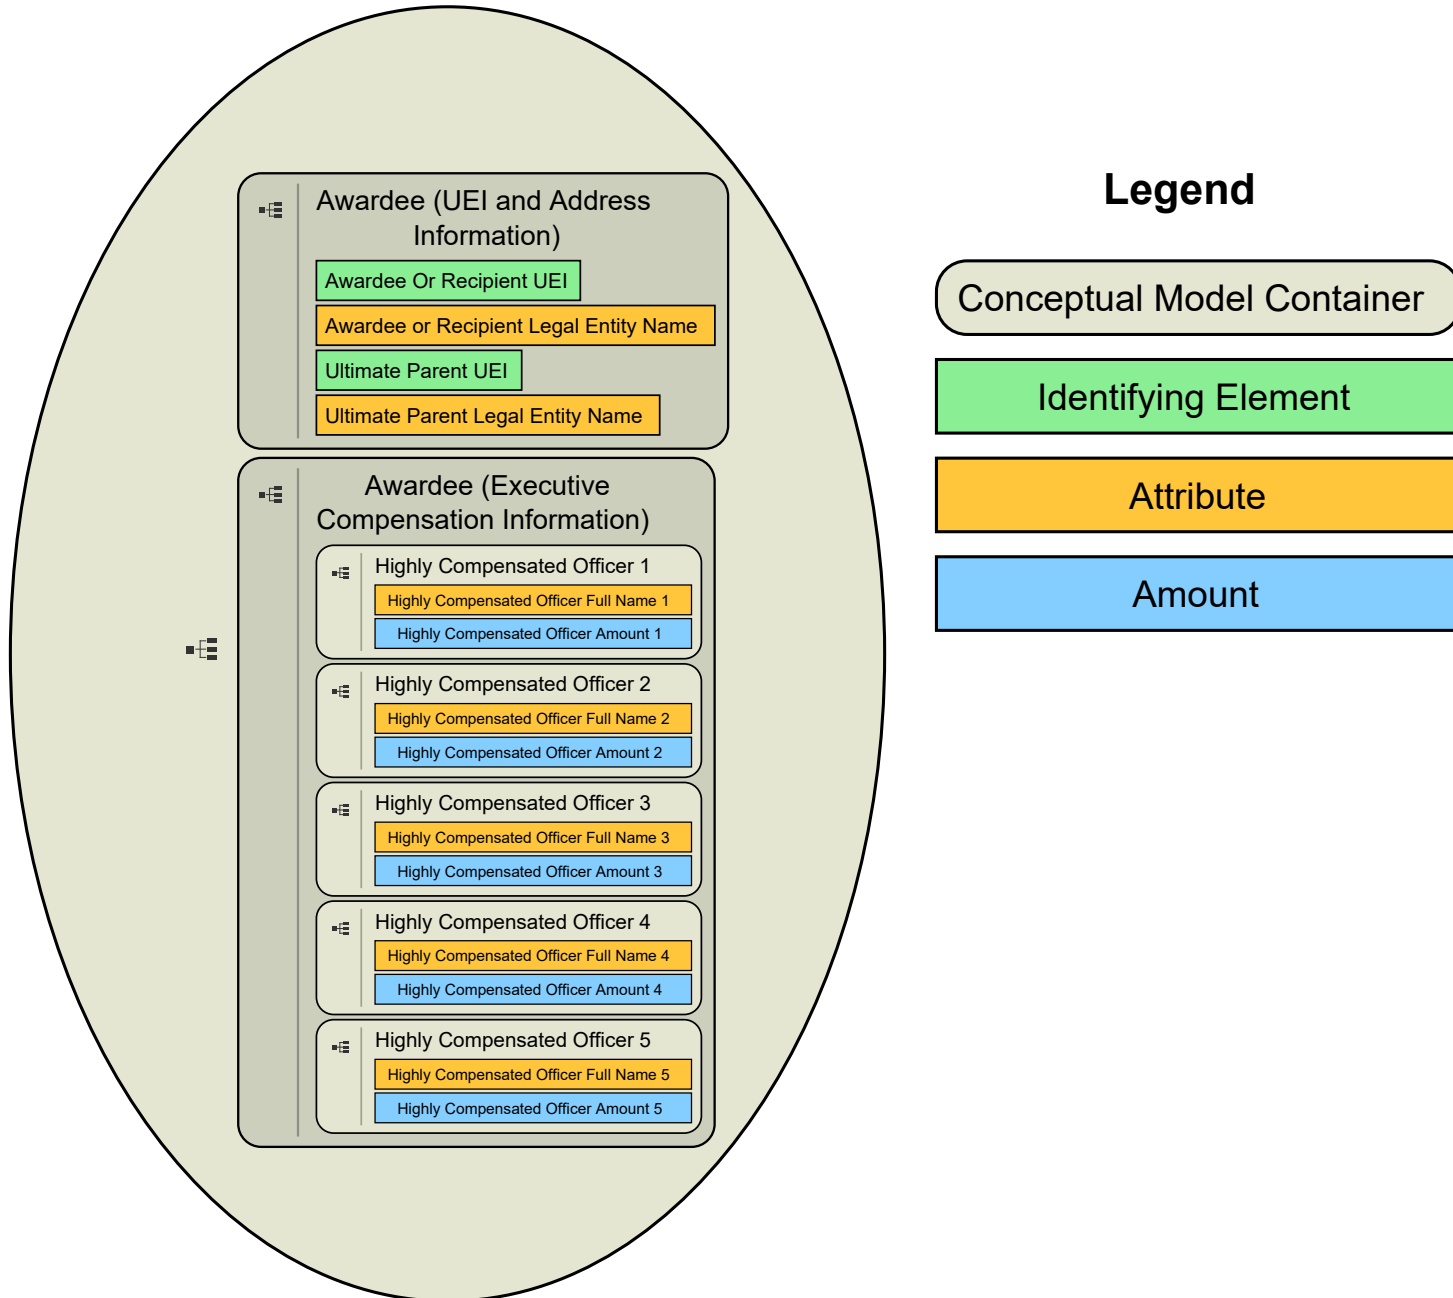 Awardee (UEI and Address
Information)
Awardee Or Recipient UEI
Awardee or Recipient Legal Entity Name
Ultimate Parent UEI
Ultimate Parent Legal Entity Name
Awardee (Executive
Compensation Information)
Highly Compensated Officer 1
Highly Compensated Officer Full Name 1
Highly Compensated Officer Amount 1
Highly Compensated Officer 2
Highly Compensated Officer Full Name 2
Highly Compensated Officer Amount 2
Highly Compensated Officer 3
Highly Compensated Officer Full Name 3
Highly Compensated Officer Amount 3
Highly Compensated Officer 4
Highly Compensated Officer Full Name 4
Highly Compensated Officer Amount 4
Highly Compensated Officer 5
Highly Compensated Officer Full Name 5
Highly Compensated Officer Amount 5
Legend
Conceptual Model Container
Identifying Element
Attribute
Amount